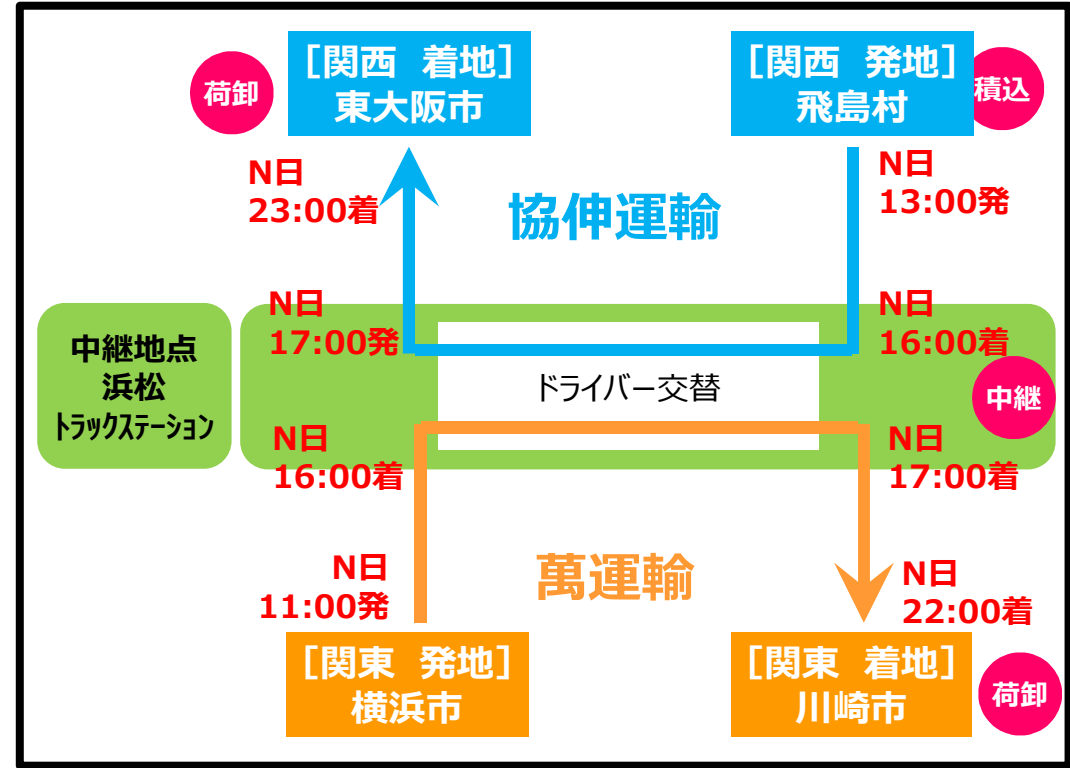 荷卸
［関西　着地］
東大阪市
［関西　発地］
飛島村
積込
N日
23:00着
協伸運輸
N日
13:00発
中継地点
浜松
トラックステーション
N日
17:00発
N日
16:00着
ドライバー交替
中継
N日
16:00着
N日
17:00着
N日
11:00発
萬運輸
N日
22:00着
［関東　発地］
横浜市
［関東　着地］
川崎市
荷卸